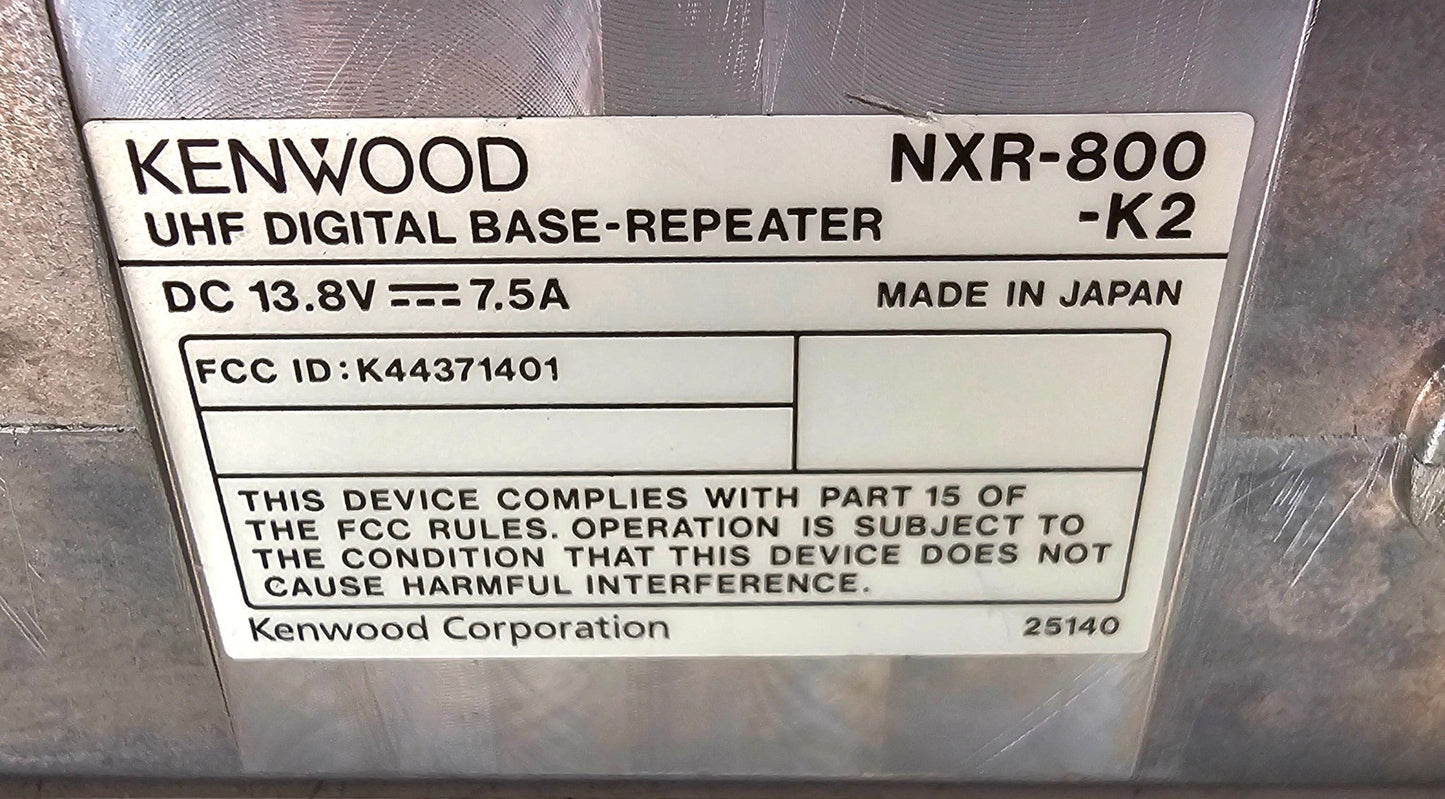 KENWOOD NXR-800
UHF DIGITAL BASE-REPEATER -K2
DC 13.8V ⎓ 7.5A MADE IN JAPAN
FCC ID:K44371401
THIS DEVICE COMPLIES WITH PART 15 OF
THE FCC RULES. OPERATION IS SUBJECT TO
THE CONDITION THAT THIS DEVICE DOES NOT
CAUSE HARMFUL INTERFERENCE.
Kenwood Corporation 25140